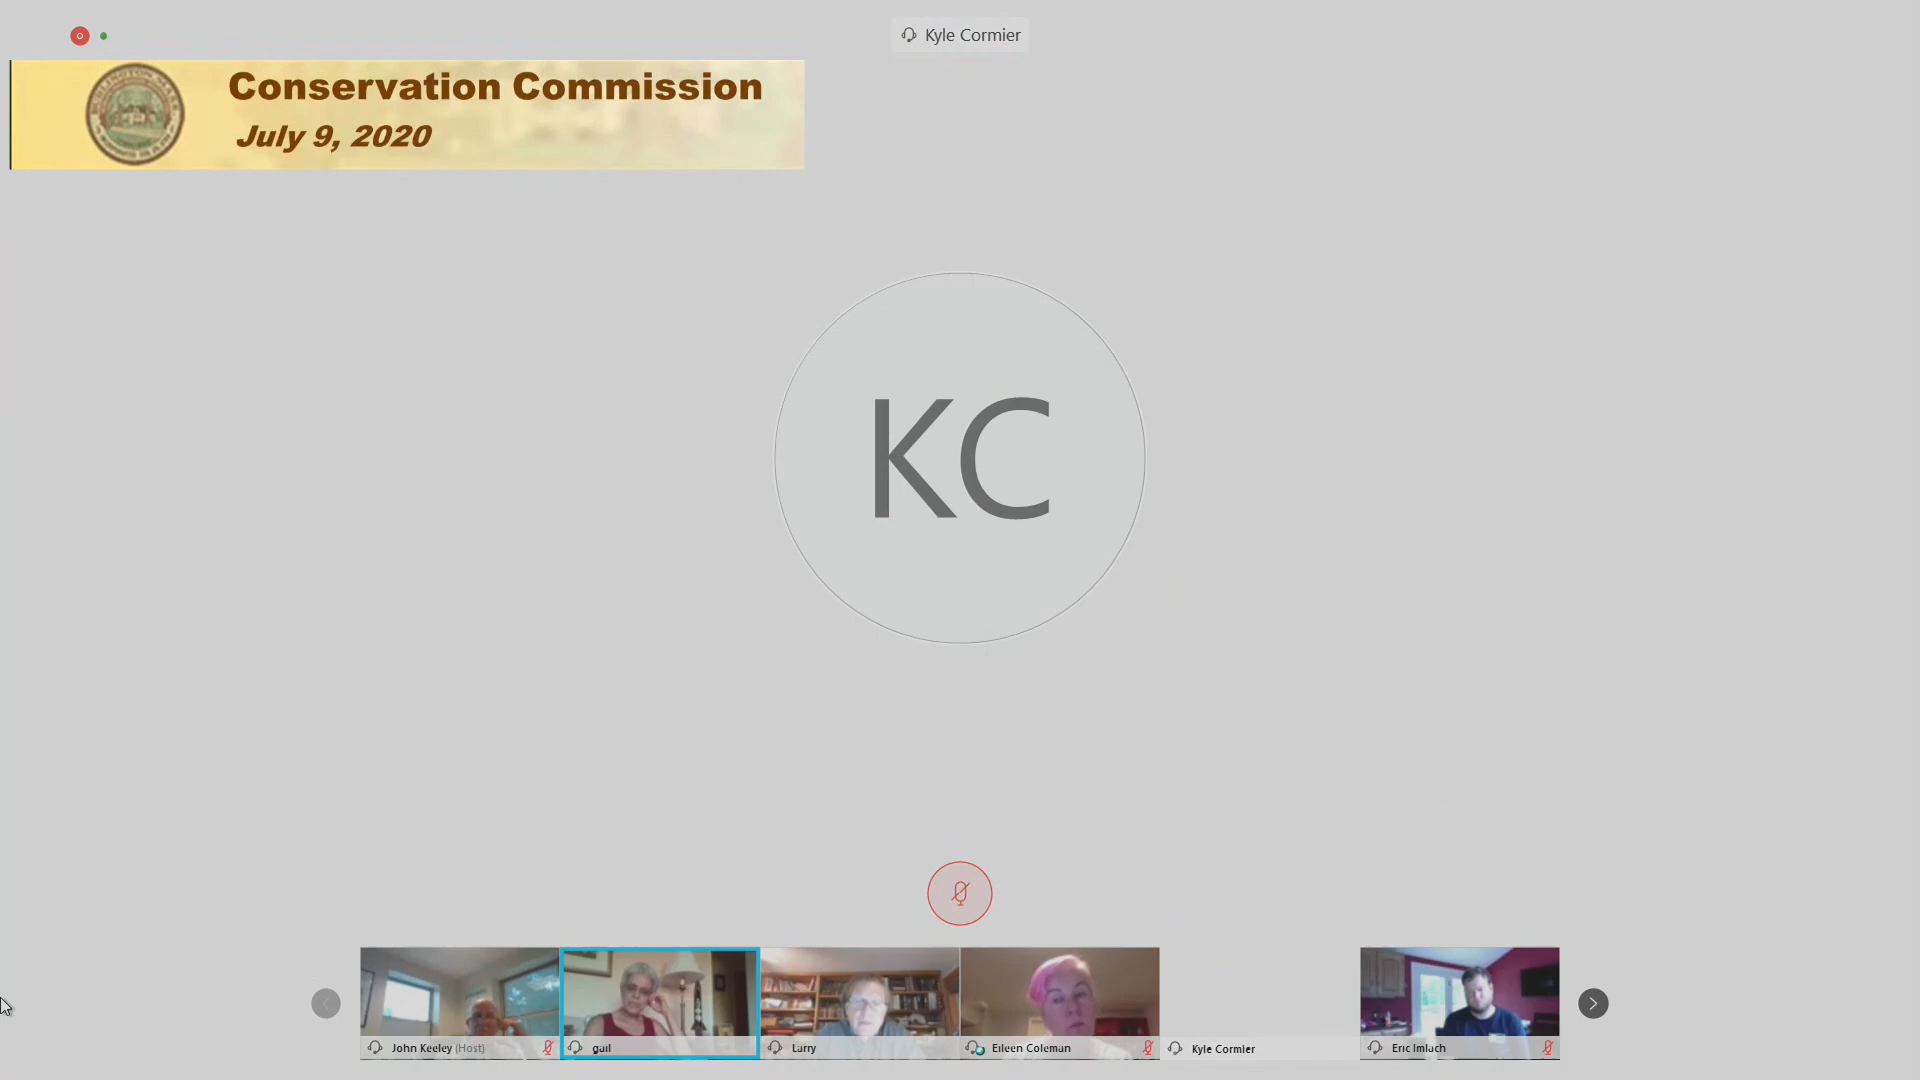 Kyle Cormier
Conservation Commission
July 9, 2020
KC
John Keeley (Host)
gail
Larry
Eileen Coleman
Kyle Cormier
Eric Imlach